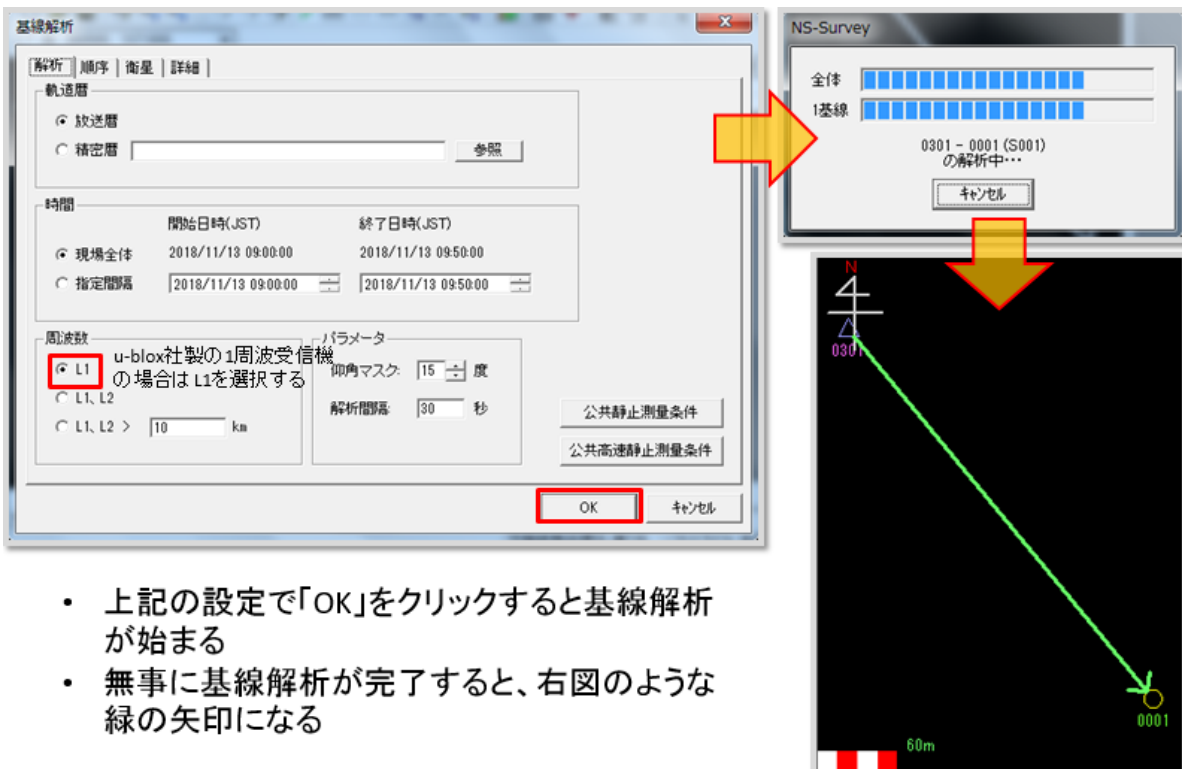 基線解析
解析 順序 衛星 詳細
軌道暦
放送暦
精密暦 参照
時間
開始日時(JST) 終了日時(JST)
現場全体 2018/11/13 09:00:00 2018/11/13 09:50:00
指定間隔 2018/11/13 09:00:00 2018/11/13 09:50:00
周波数
L1
u-blox社製の1周波受信機
の場合はL1を選択する
L1、L2
L1、L2 > 10 km
パラメータ
仰角マスク: 15 度
解析間隔: 30 秒
公共静止測量条件
公共高速静止測量条件
OK キャンセル
NS-Survey
全体
1基線
0301 - 0001 (S001)
の解析中…
キャンセル
N
0301
0001
60m
• 上記の設定で「OK」をクリックすると基線解析
が始まる
• 無事に基線解析が完了すると、右図のような
緑の矢印になる